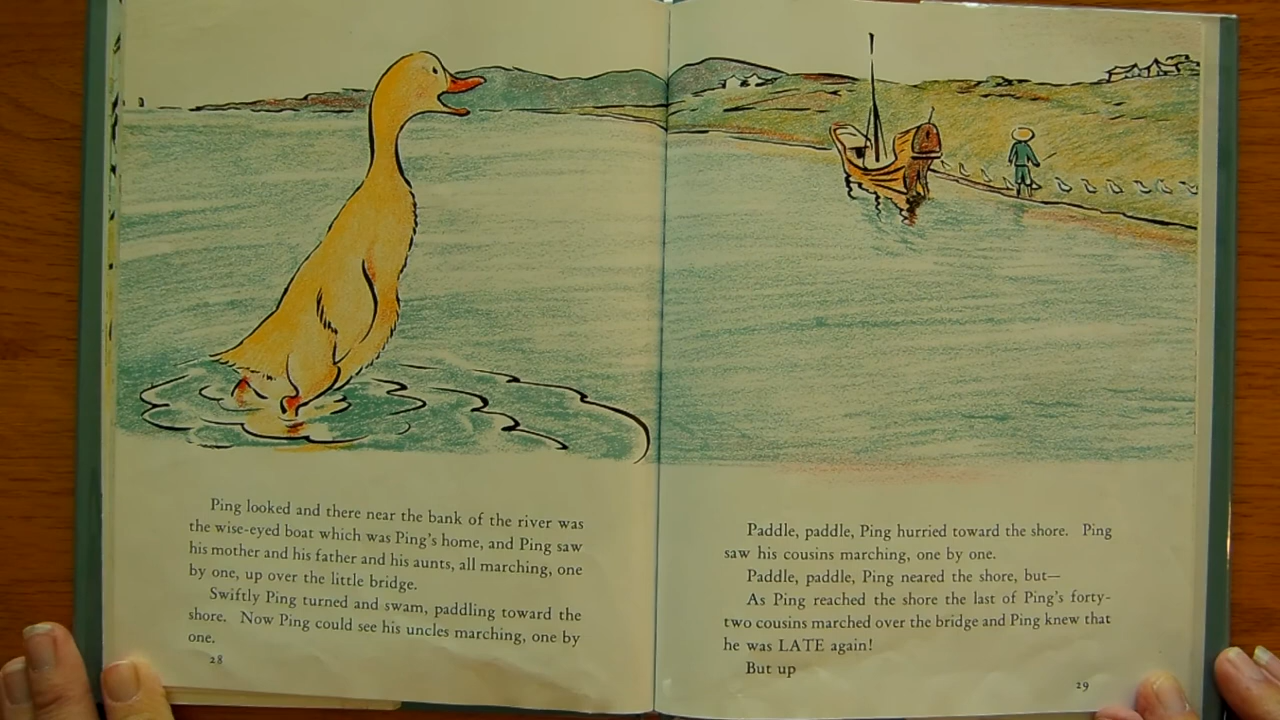 Ping looked and there near the bank of the river was
the wise-eyed boat which was Ping's home, and Ping saw
his mother and his father and his aunts, all marching, one
by one, up over the little bridge.
Swiftly Ping turned and swam, paddling toward the
shore. Now Ping could see his uncles marching, one by
one.
28
Paddle, paddle, Ping hurried toward the shore. Ping
saw his cousins marching, one by one.
Paddle, paddle, Ping neared the shore, but—
As Ping reached the shore the last of Ping's forty-
two cousins marched over the bridge and Ping knew that
he was LATE again!
But up
29